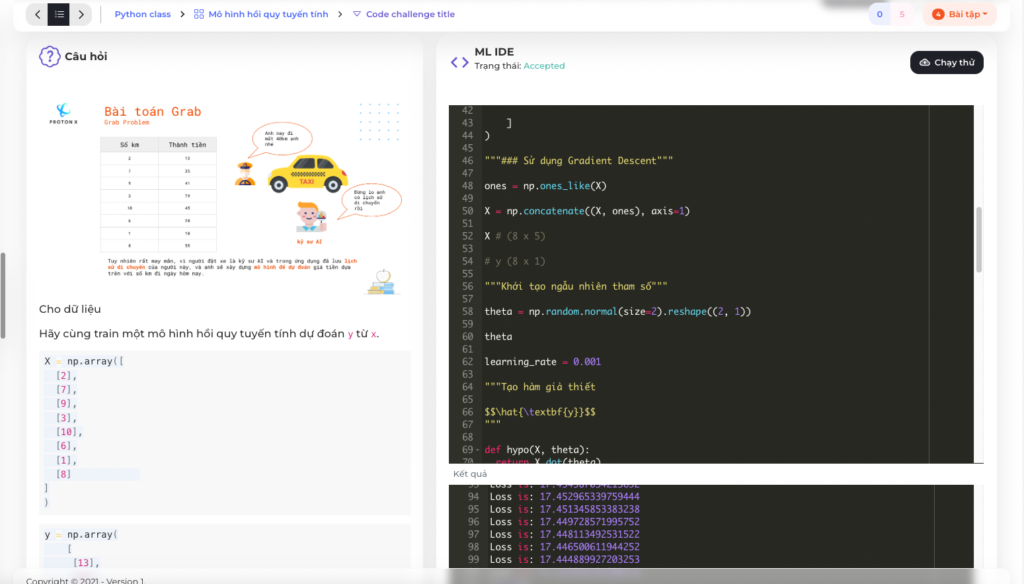 Python class > Mô hình hồi quy tuyến tính > Code challenge title
0 5 4 Bài tập
Câu hỏi
PROTON X
Bài toán Grab
Grab Problem
Số km Thành tiền
2 13
7 35
9 41
3 19
10 45
6 28
1 10
8 55
Anh này đi
mất 40km anh
nhé
TAXI
Đừng lo anh
có lịch sử
di chuyển
rồi
kỹ sư AI
Tuy nhiên rất may mắn, vị người đặt xe là kỹ sư AI và trong ứng dụng đã lưu lịch
sử di chuyển của người này, và anh sẽ xây dựng mô hình để dự đoán giá tiền dựa
trên với số km đi ngày hôm nay.
Cho dữ liệu
Hãy cùng train một mô hình hồi quy tuyến tính dự đoán y từ x.
X = np.array([
[2],
[7],
[9],
[3],
[10],
[6],
[1],
[8]
]
)
y = np.array(
[
[13],
Copyright © 2021 - Version 1.
ML IDE
Trạng thái: Accepted
Chạy thử
42
43 ]
44 )
45
46 """### Sử dụng Gradient Descent"""
47
48 ones = np.ones_like(X)
49
50 X = np.concatenate((X, ones), axis=1)
51
52 X # (8 x 5)
53
54 # y (8 x 1)
55
56 """Khởi tạo ngẫu nhiên tham số"""
57
58 theta = np.random.normal(size=2).reshape((2, 1))
59
60 theta
61
62 learning_rate = 0.001
63
64 """Tạo hàm giả thiết
65
66 $$\hat{\textbf{y}}$$
67 """
68
69 def hypo(X, theta):
70 return X.dot(theta)
Kết quả
94 Loss is: 17.452965339759444
95 Loss is: 17.451345853383238
96 Loss is: 17.449728571995752
97 Loss is: 17.448113492531522
98 Loss is: 17.446500611944252
99 Loss is: 17.444889927203253